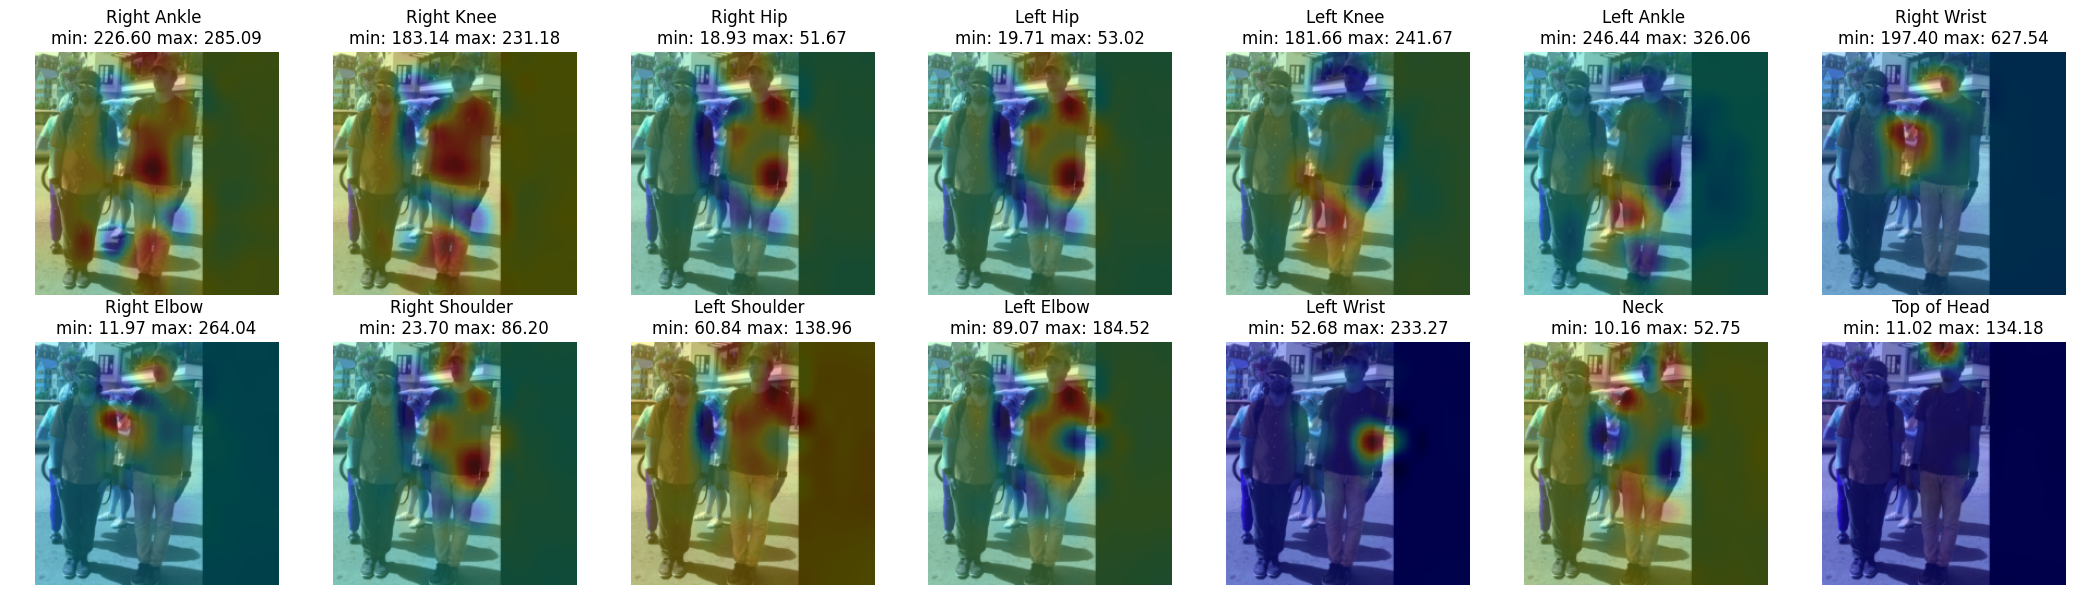 Right Ankle
min: 226.60 max: 285.09
Right Knee
min: 183.14 max: 231.18
Right Hip
min: 18.93 max: 51.67
Left Hip
min: 19.71 max: 53.02
Left Knee
min: 181.66 max: 241.67
Left Ankle
min: 246.44 max: 326.06
Right Wrist
min: 197.40 max: 627.54
Right Elbow
min: 11.97 max: 264.04
Right Shoulder
min: 23.70 max: 86.20
Left Shoulder
min: 60.84 max: 138.96
Left Elbow
min: 89.07 max: 184.52
Left Wrist
min: 52.68 max: 233.27
Neck
min: 10.16 max: 52.75
Top of Head
min: 11.02 max: 134.18